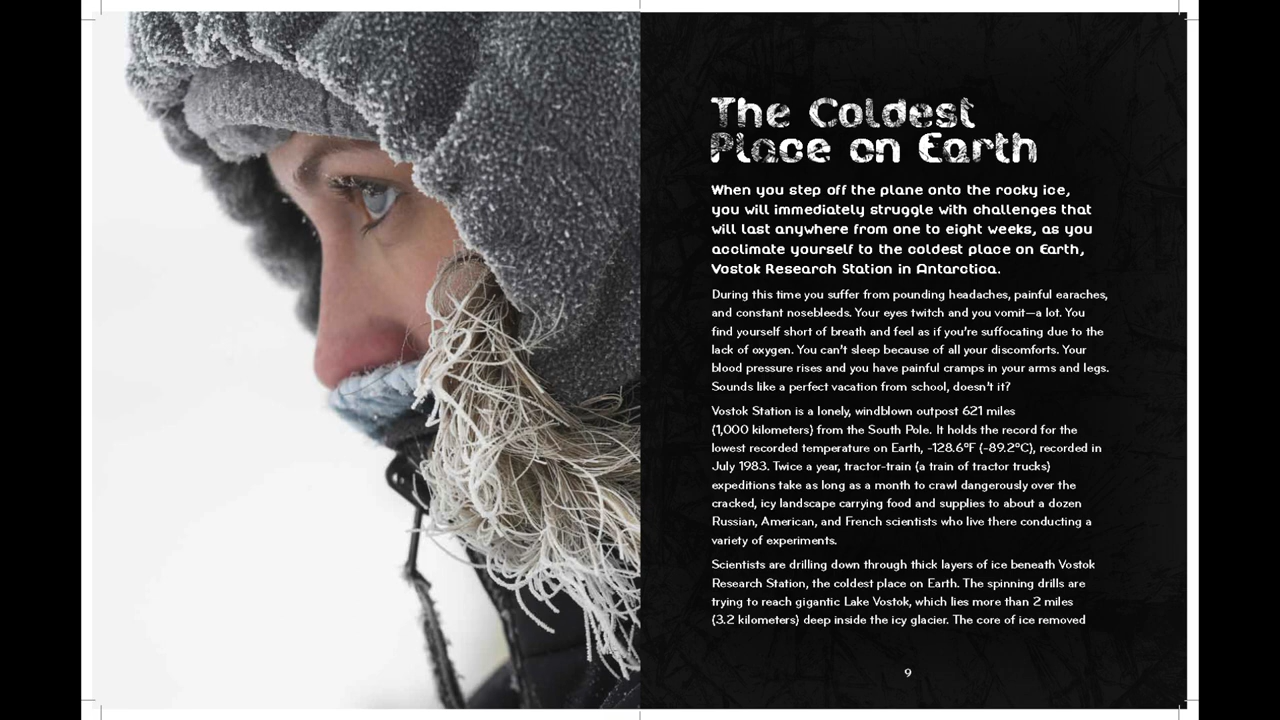 The Coldest
Place on Earth
When you step off the plane onto the rocky ice,
you will immediately struggle with challenges that
will last anywhere from one to eight weeks, as you
acclimate yourself to the coldest place on Earth,
Vostok Research Station in Antarctica.
During this time you suffer from pounding headaches, painful earaches,
and constant nosebleeds. Your eyes twitch and you vomit—a lot. You
find yourself short of breath and feel as if you're suffocating due to the
lack of oxygen. You can't sleep because of all your discomforts. Your
blood pressure rises and you have painful cramps in your arms and legs.
Sounds like a perfect vacation from school, doesn't it?
Vostok Station is a lonely, windblown outpost 621 miles
(1,000 kilometers) from the South Pole. It holds the record for the
lowest recorded temperature on Earth, -128.6°F (-89.2°C), recorded in
July 1983. Twice a year, tractor-train (a train of tractor trucks)
expeditions take as long as a month to crawl dangerously over the
cracked, icy landscape carrying food and supplies to about a dozen
Russian, American, and French scientists who live there conducting a
variety of experiments.
Scientists are drilling down through thick layers of ice beneath Vostok
Research Station, the coldest place on Earth. The spinning drills are
trying to reach gigantic Lake Vostok, which lies more than 2 miles
(3.2 kilometers) deep inside the icy glacier. The core of ice removed
9